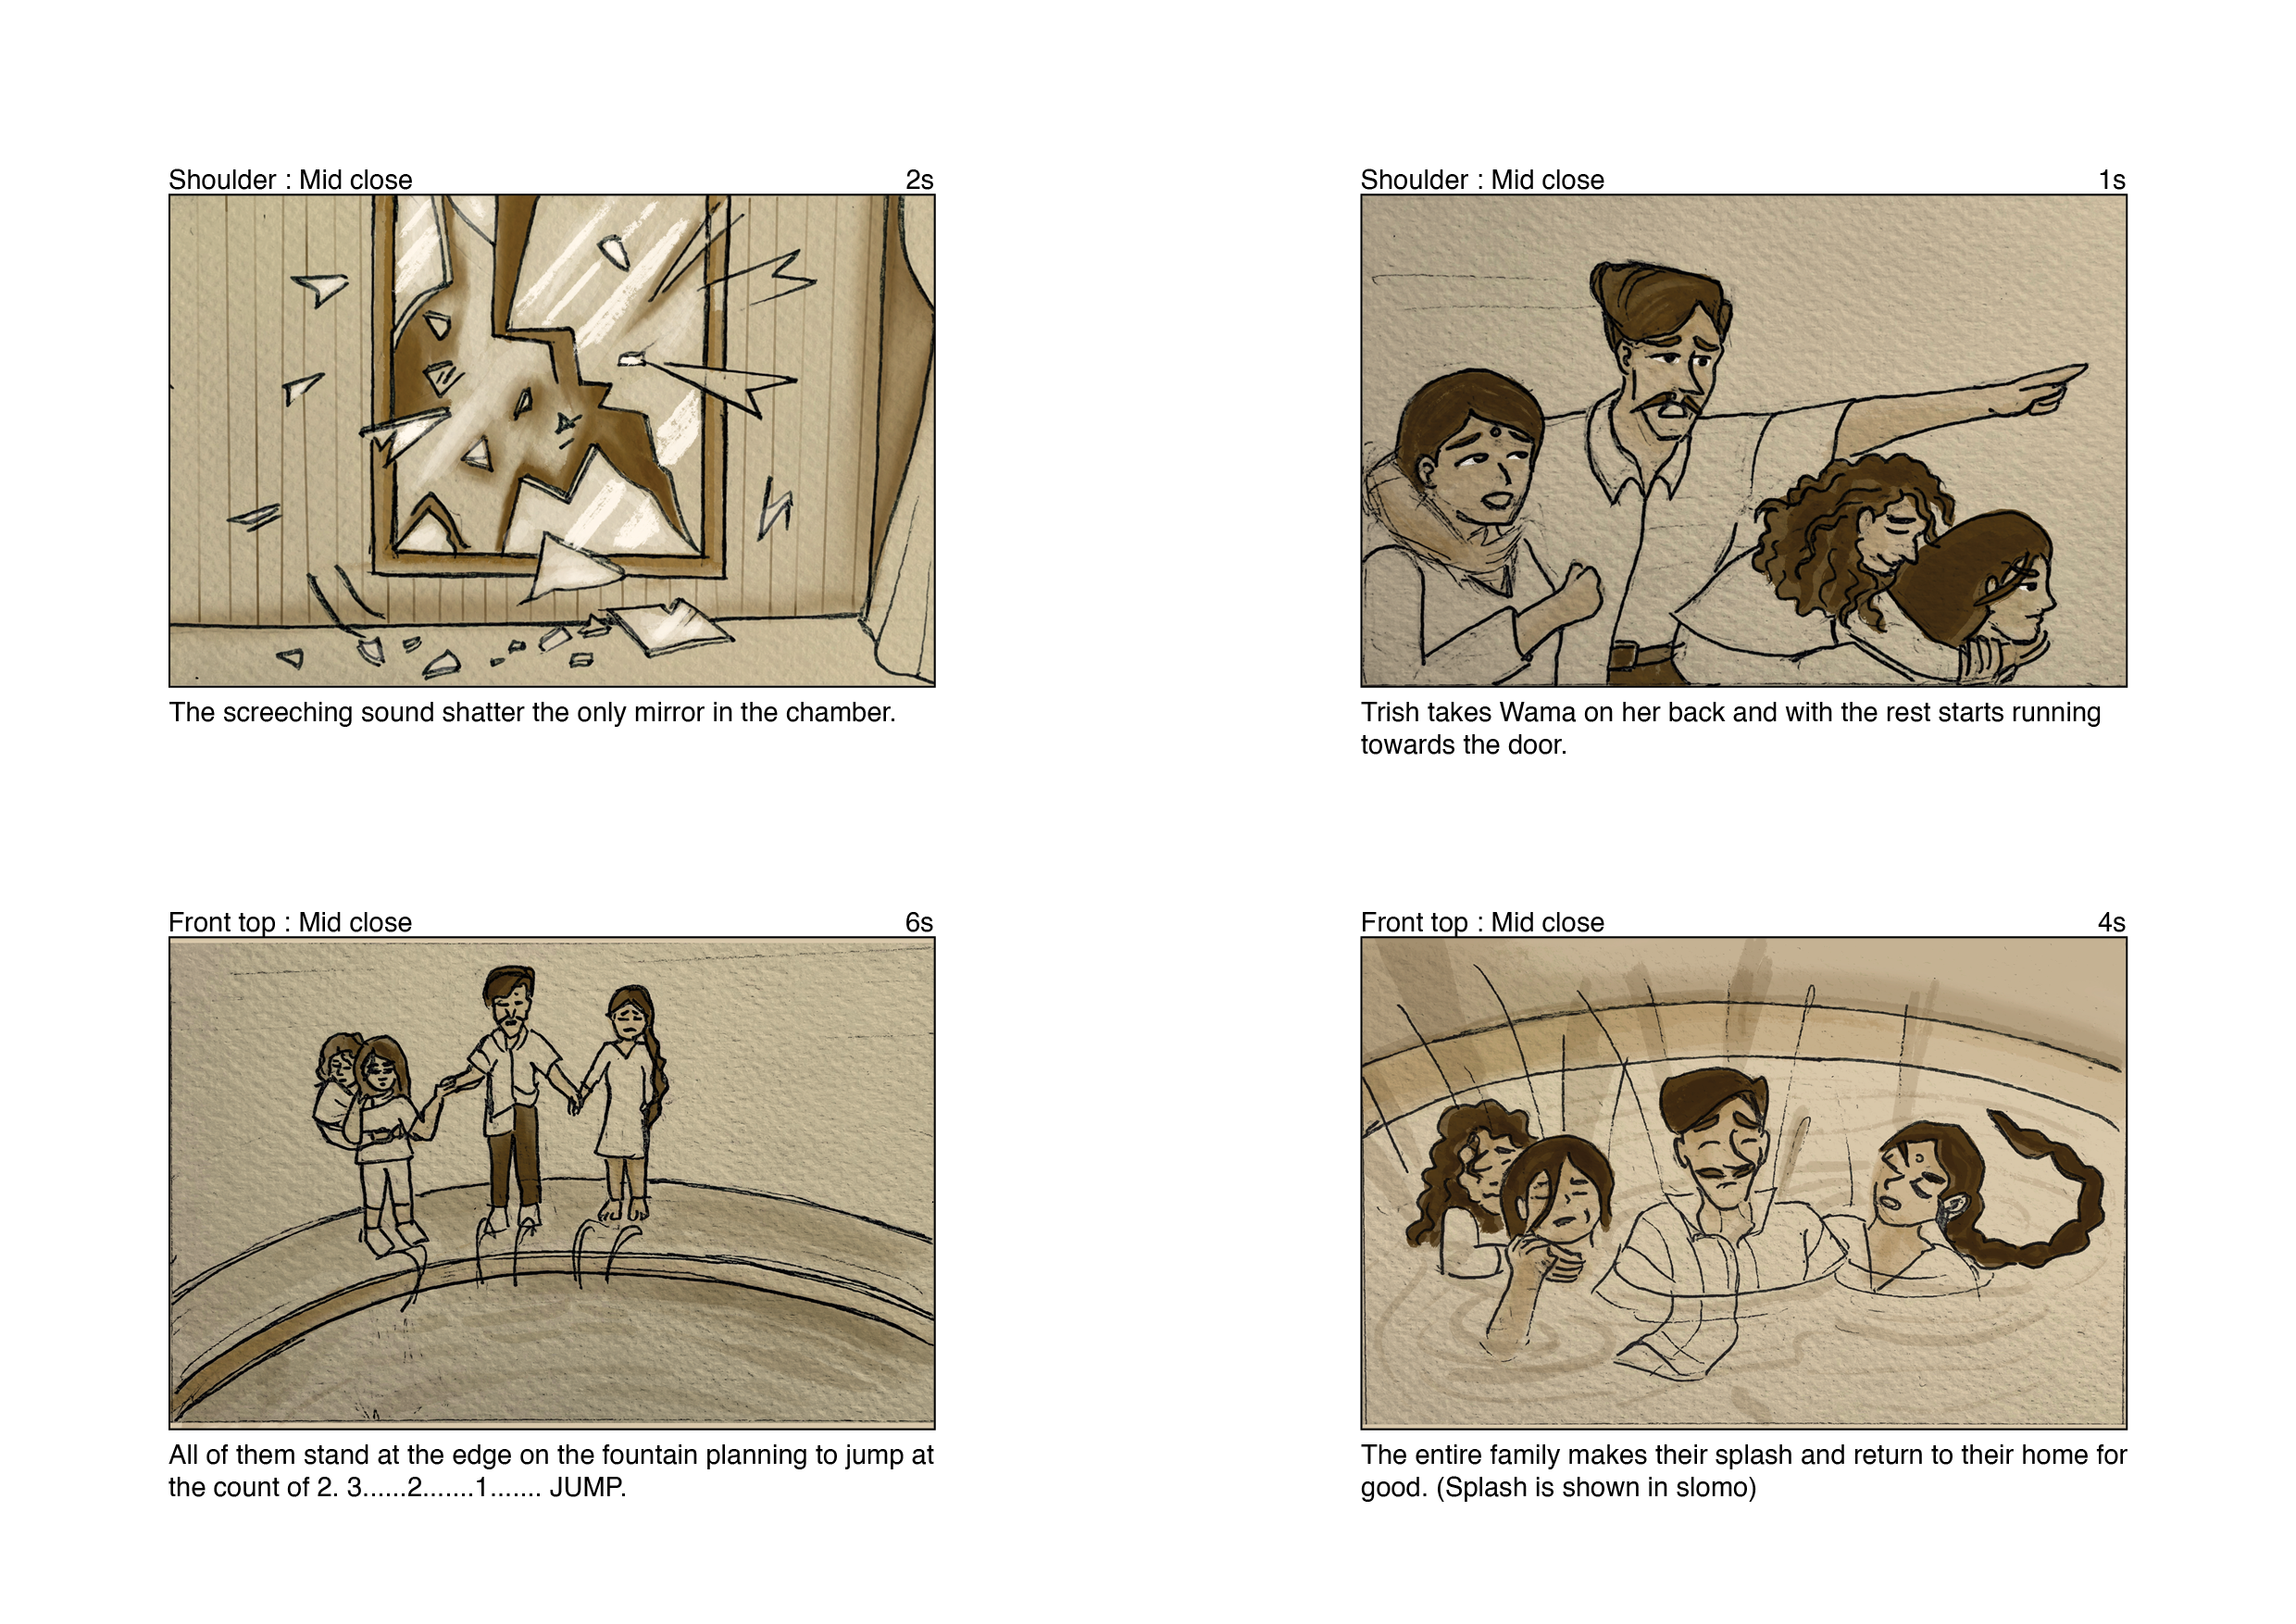 Shoulder : Mid close 2s
The screeching sound shatter the only mirror in the chamber.
Shoulder : Mid close 1s
Trish takes Wama on her back and with the rest starts running
towards the door.
Front top : Mid close 6s
All of them stand at the edge on the fountain planning to jump at
the count of 2. 3......2.......1....... JUMP.
Front top : Mid close 4s
The entire family makes their splash and return to their home for
good. (Splash is shown in slomo)